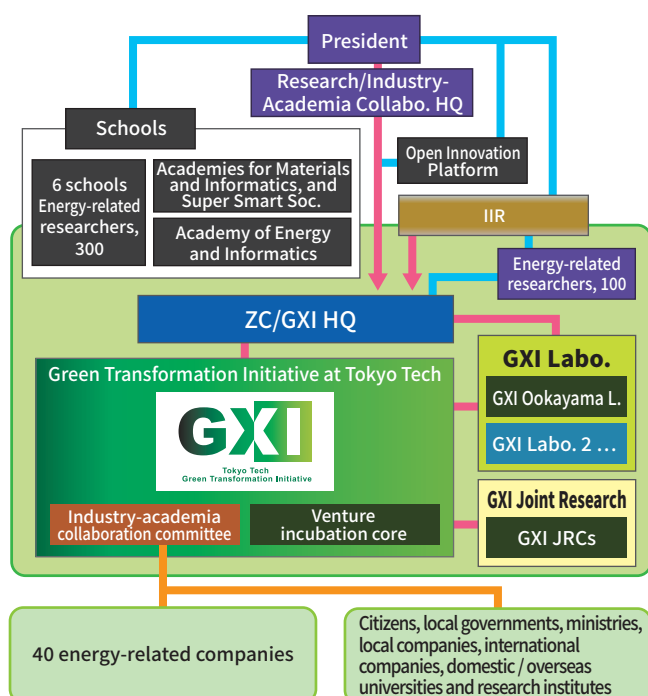 President
Research/Industry-
Academia Collabo. HQ
Schools
6 schools
Energy-related
researchers,
300
Academies for Materials
and Informatics, and
Super Smart Soc.
Academy of Energy
and Informatics
Open Innovation
Platform
IIR
Energy-related
researchers, 100
ZC/GXI HQ
Green Transformation Initiative at Tokyo Tech
GXI
Tokyo Tech
Green Transformation Initiative
Industry-academia
collaboration committee
Venture
incubation core
GXI Labo.
GXI Ookayama L.
GXI Labo. 2 ...
GXI Joint Research
GXI JRCs
40 energy-related companies
Citizens, local governments, ministries,
local companies, international
companies, domestic / overseas
universities and research institutes